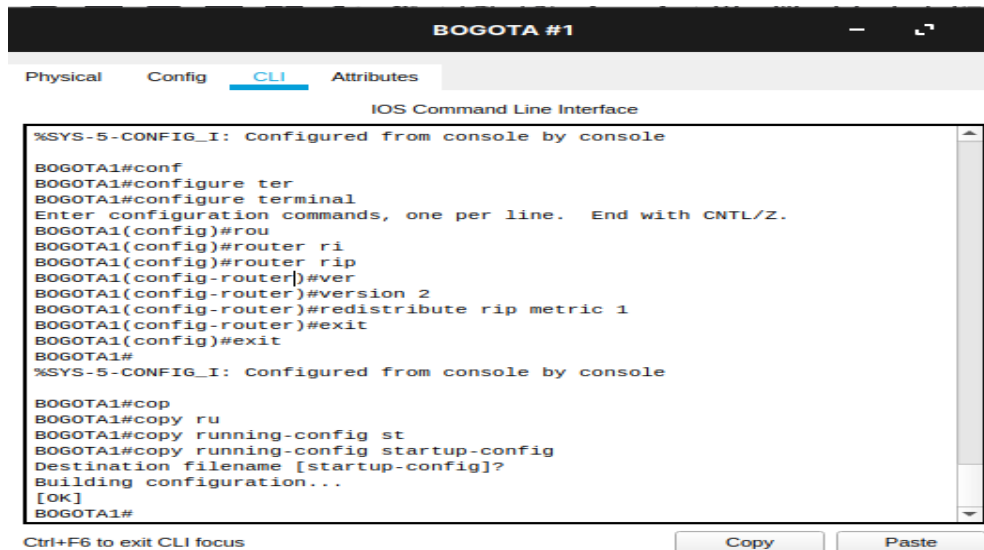 BOGOTA #1
Physical Config CLI Attributes
IOS Command Line Interface
%SYS-5-CONFIG_I: Configured from console by console
BOGOTA1#conf
BOGOTA1#configure ter
BOGOTA1#configure terminal
Enter configuration commands, one per line.  End with CNTL/Z.
BOGOTA1(config)#rou
BOGOTA1(config)#router ri
BOGOTA1(config)#router rip
BOGOTA1(config-router)#ver
BOGOTA1(config-router)#version 2
BOGOTA1(config-router)#redistribute rip metric 1
BOGOTA1(config-router)#exit
BOGOTA1(config)#exit
BOGOTA1#
%SYS-5-CONFIG_I: Configured from console by console
BOGOTA1#cop
BOGOTA1#copy ru
BOGOTA1#copy running-config st
BOGOTA1#copy running-config startup-config
Destination filename [startup-config]?
Building configuration...
[OK]
BOGOTA1#
Ctrl+F6 to exit CLI focus Copy Paste